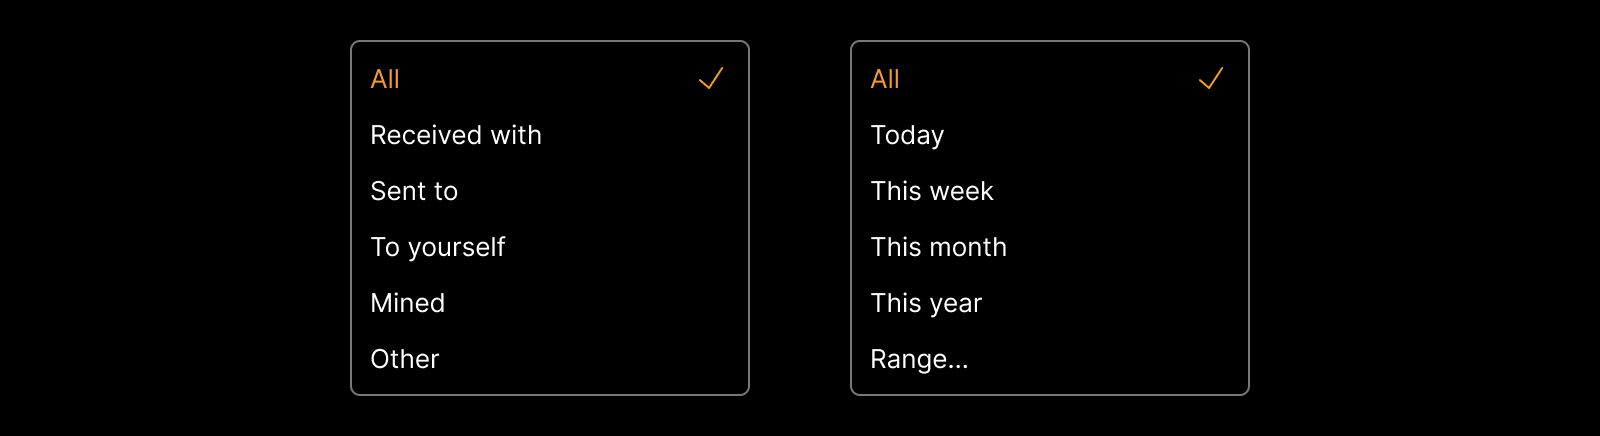 All
Received with
Sent to
To yourself
Mined
Other
All
Today
This week
This month
This year
Range...